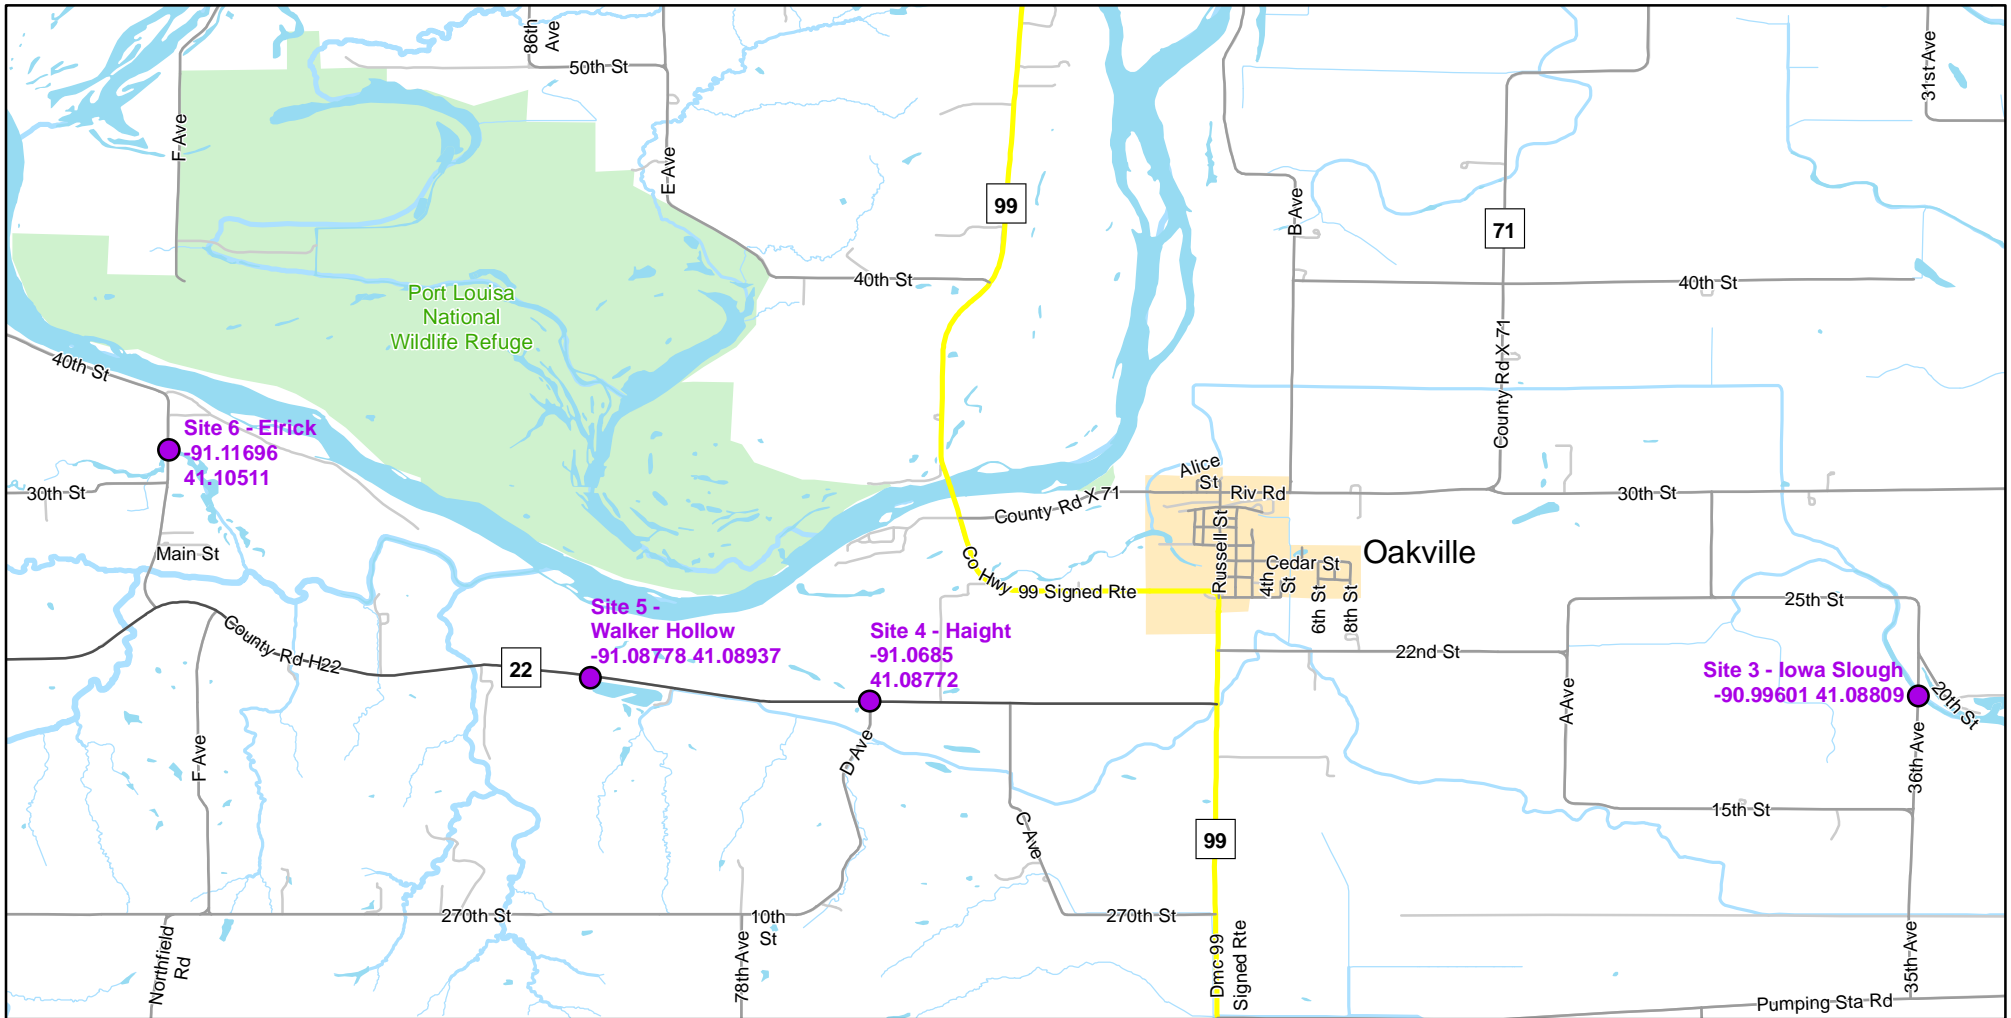 86th
Ave
50th St
31st Ave
F Ave
E Ave
99
B Ave
71
40th St
40th St
Port Louisa
National
Wildlife Refuge
County Rd X 71
40th St
Site 6 - Elrick
-91.11696
41.10511
30th St
Alice
St
Riv Rd
30th St
County Rd X 71
Main St
Russell St
Oakville
Cedar St
4th
St
6th St
8th St
Co Hwy
99 Signed Rte
25th St
County Rd H22
22
Site 5 -
Walker Hollow
-91.08778 41.08937
Site 4 - Haight
-91.0685
41.08772
22nd St
Site 3 - Iowa Slough
-90.99601 41.08809
20th St
A Ave
F Ave
D Ave
36th Ave
C Ave
15th St
99
270th St
10th
St
270th St
Northfield
Rd
78th Ave
Dmc 99
Signed Rte
35th Ave
Pumping Sta Rd